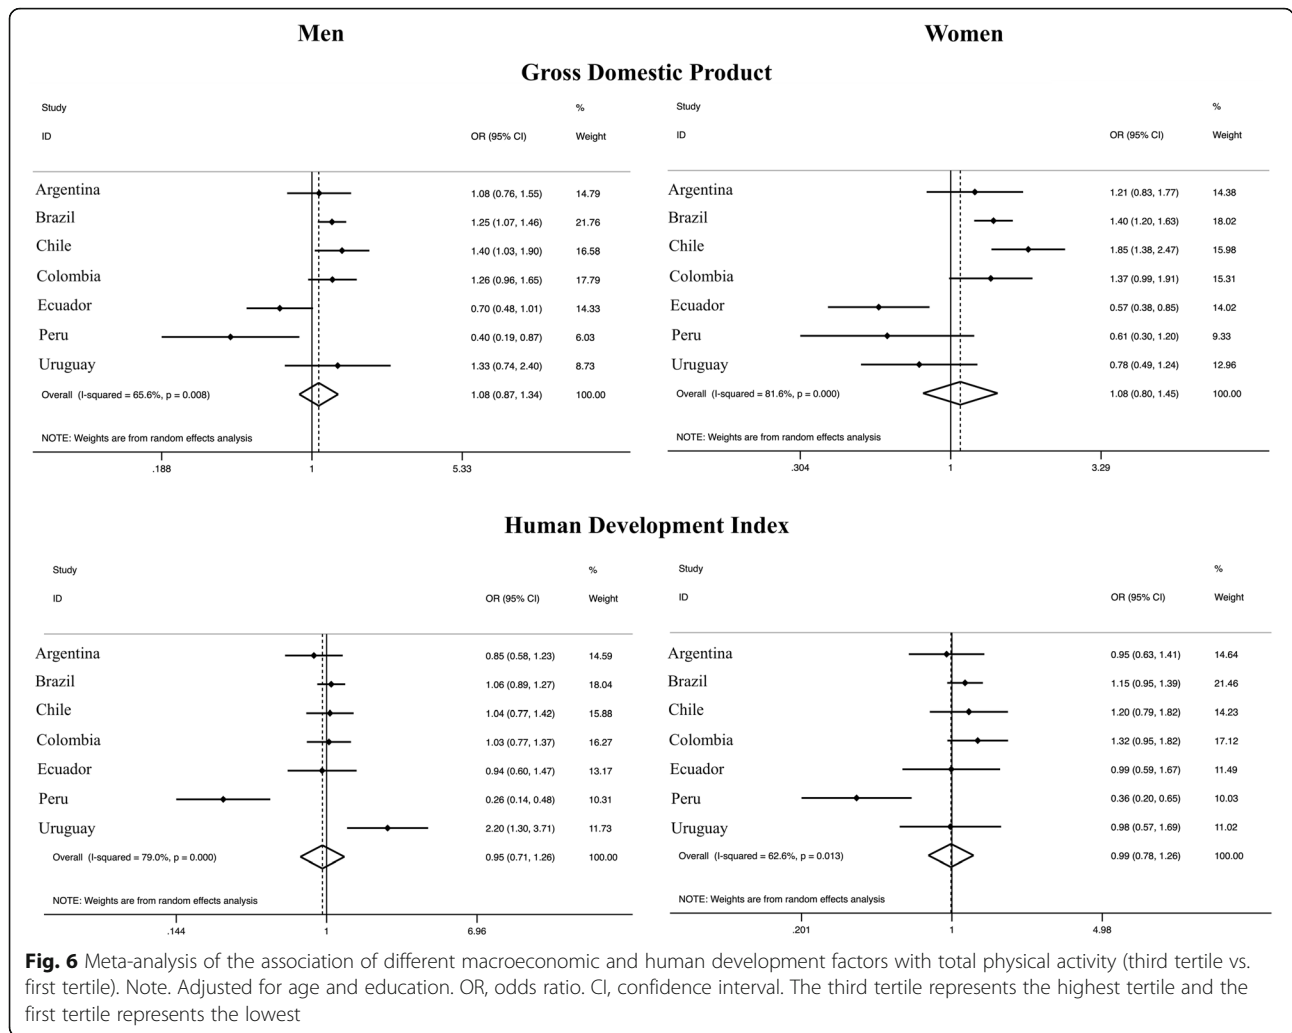 Men
Women
Gross Domestic Product
Study % 
ID OR (95% CI) Weight
Argentina 1.08 (0.76, 1.55) 14.79
Brazil 1.25 (1.07, 1.46) 21.76
Chile 1.40 (1.03, 1.90) 16.58
Colombia 1.26 (0.96, 1.65) 17.79
Ecuador 0.70 (0.48, 1.01) 14.33
Peru 0.40 (0.19, 0.87) 6.03
Uruguay 1.33 (0.74, 2.40) 8.73
Overall (I-squared = 65.6%, p = 0.008) 1.08 (0.87, 1.34) 100.00
NOTE: Weights are from random effects analysis
.188 1 5.33
Study %
ID OR (95% CI) Weight
Argentina 1.21 (0.83, 1.77) 14.38
Brazil 1.40 (1.20, 1.63) 18.02
Chile 1.85 (1.38, 2.47) 15.98
Colombia 1.37 (0.99, 1.91) 15.31
Ecuador 0.57 (0.38, 0.85) 14.02
Peru 0.61 (0.30, 1.20) 9.33
Uruguay 0.78 (0.49, 1.24) 12.96
Overall (I-squared = 81.6%, p = 0.000) 1.08 (0.80, 1.45) 100.00
NOTE: Weights are from random effects analysis
.304 1 3.29
Human Development Index
Study %
ID OR (95% CI) Weight
Argentina 0.85 (0.58, 1.23) 14.59
Brazil 1.06 (0.89, 1.27) 18.04
Chile 1.04 (0.77, 1.42) 15.88
Colombia 1.03 (0.77, 1.37) 16.27
Ecuador 0.94 (0.60, 1.47) 13.17
Peru 0.26 (0.14, 0.48) 10.31
Uruguay 2.20 (1.30, 3.71) 11.73
Overall (I-squared = 79.0%, p = 0.000) 0.95 (0.71, 1.26) 100.00
NOTE: Weights are from random effects analysis
.144 1 6.96
Study %
ID OR (95% CI) Weight
Argentina 0.95 (0.63, 1.41) 14.64
Brazil 1.15 (0.95, 1.39) 21.46
Chile 1.20 (0.79, 1.82) 14.23
Colombia 1.32 (0.95, 1.82) 17.12
Ecuador 0.99 (0.59, 1.67) 11.49
Peru 0.36 (0.20, 0.65) 10.03
Uruguay 0.98 (0.57, 1.69) 11.02
Overall (I-squared = 62.6%, p = 0.013) 0.99 (0.78, 1.26) 100.00
NOTE: Weights are from random effects analysis
.201 1 4.98
Fig. 6 Meta-analysis of the association of different macroeconomic and human development factors with total physical activity (third tertile vs.
first tertile). Note. Adjusted for age and education. OR, odds ratio. CI, confidence interval. The third tertile represents the highest tertile and the
first tertile represents the lowest